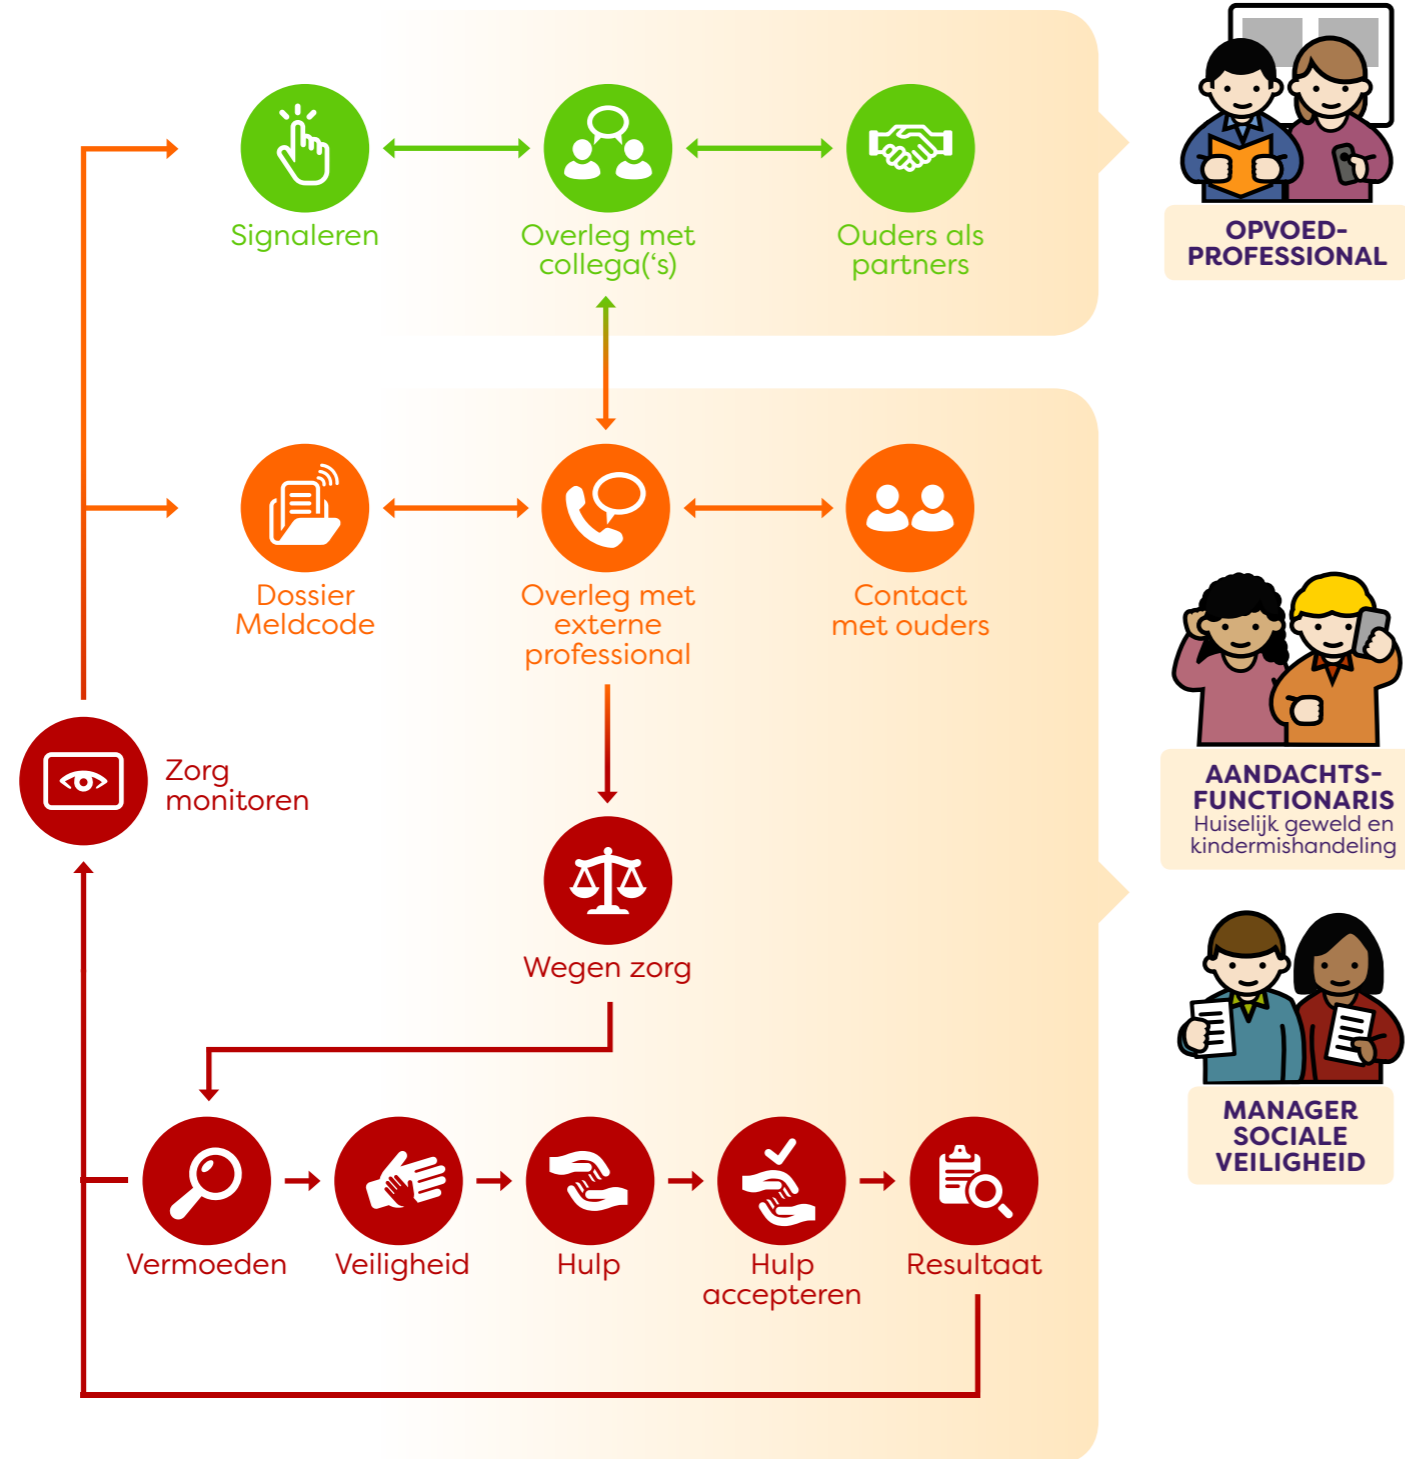 Signaleren
Overleg met
collega(‘s)
Ouders als
partners
OPVOED-
PROFESSIONAL
Dossier
Meldcode
Overleg met
externe
professional
Contact
met ouders
Zorg
monitoren
AANDACHTS-
FUNCTIONARIS
Huiselijk geweld en
kindermishandeling
Wegen zorg
MANAGER
SOCIALE
VEILIGHEID
Vermoeden
Veiligheid
Hulp
Hulp
accepteren
Resultaat